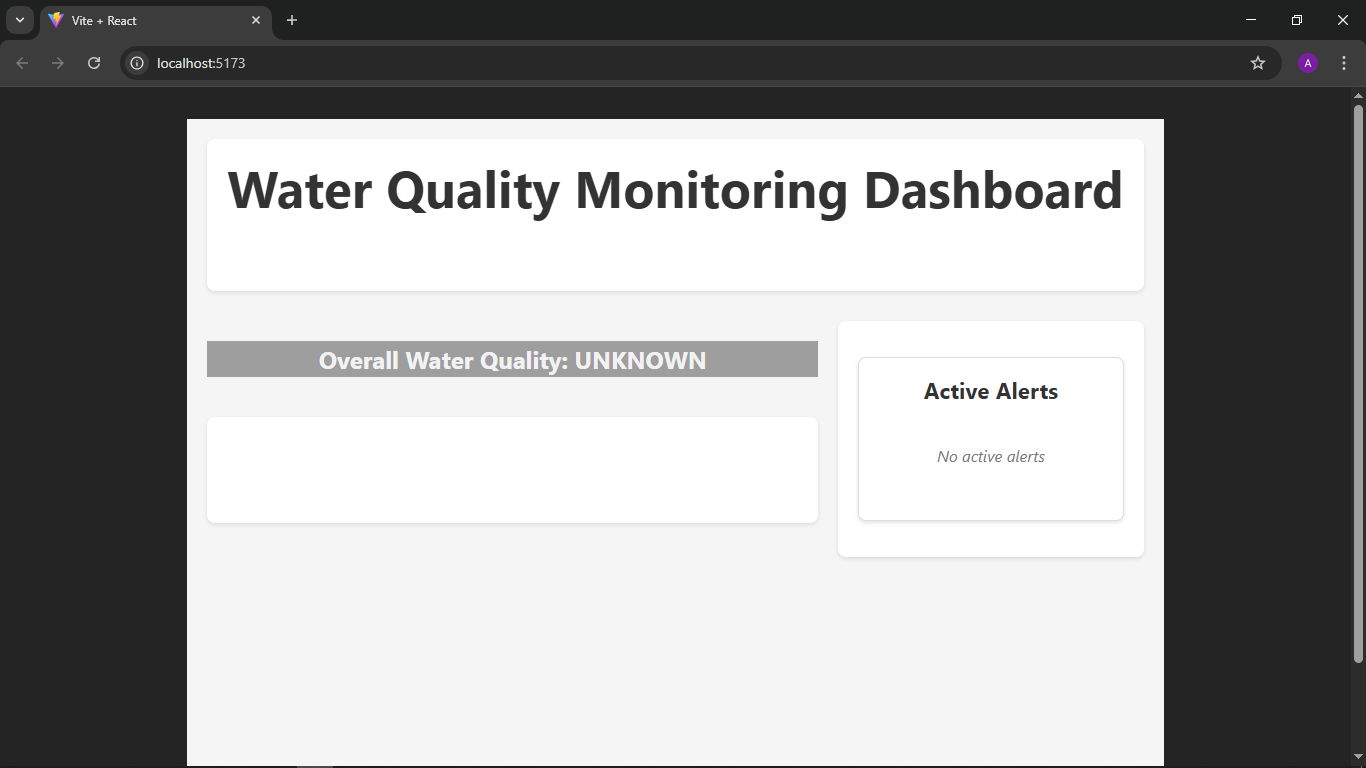 Vite + React
localhost:5173
A
Water Quality Monitoring Dashboard
Overall Water Quality: UNKNOWN
Active Alerts
No active alerts